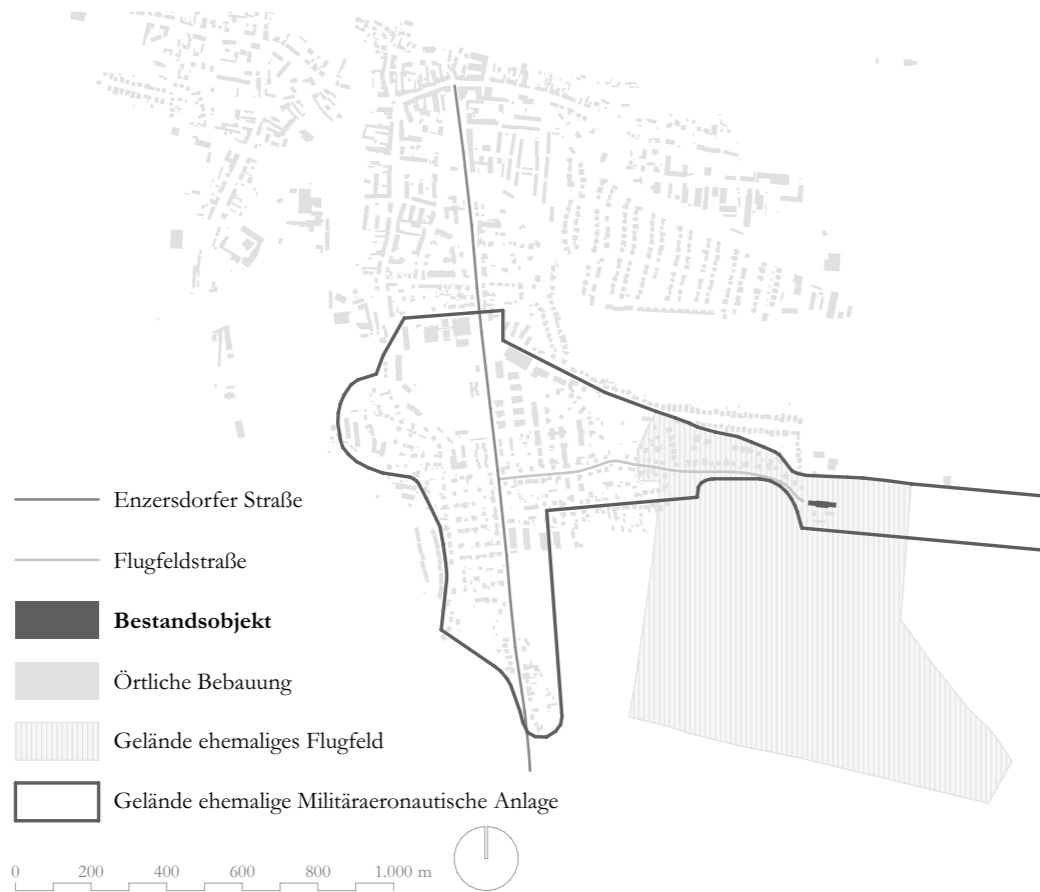 Enzersdorfer Straße
Flugfeldstraße
Bestandsobjekt
Örtliche Bebauung
Gelände ehemaliges Flugfeld
Gelände ehemalige Militäraeronautische Anlage
0 200 400 600 800 1.000 m